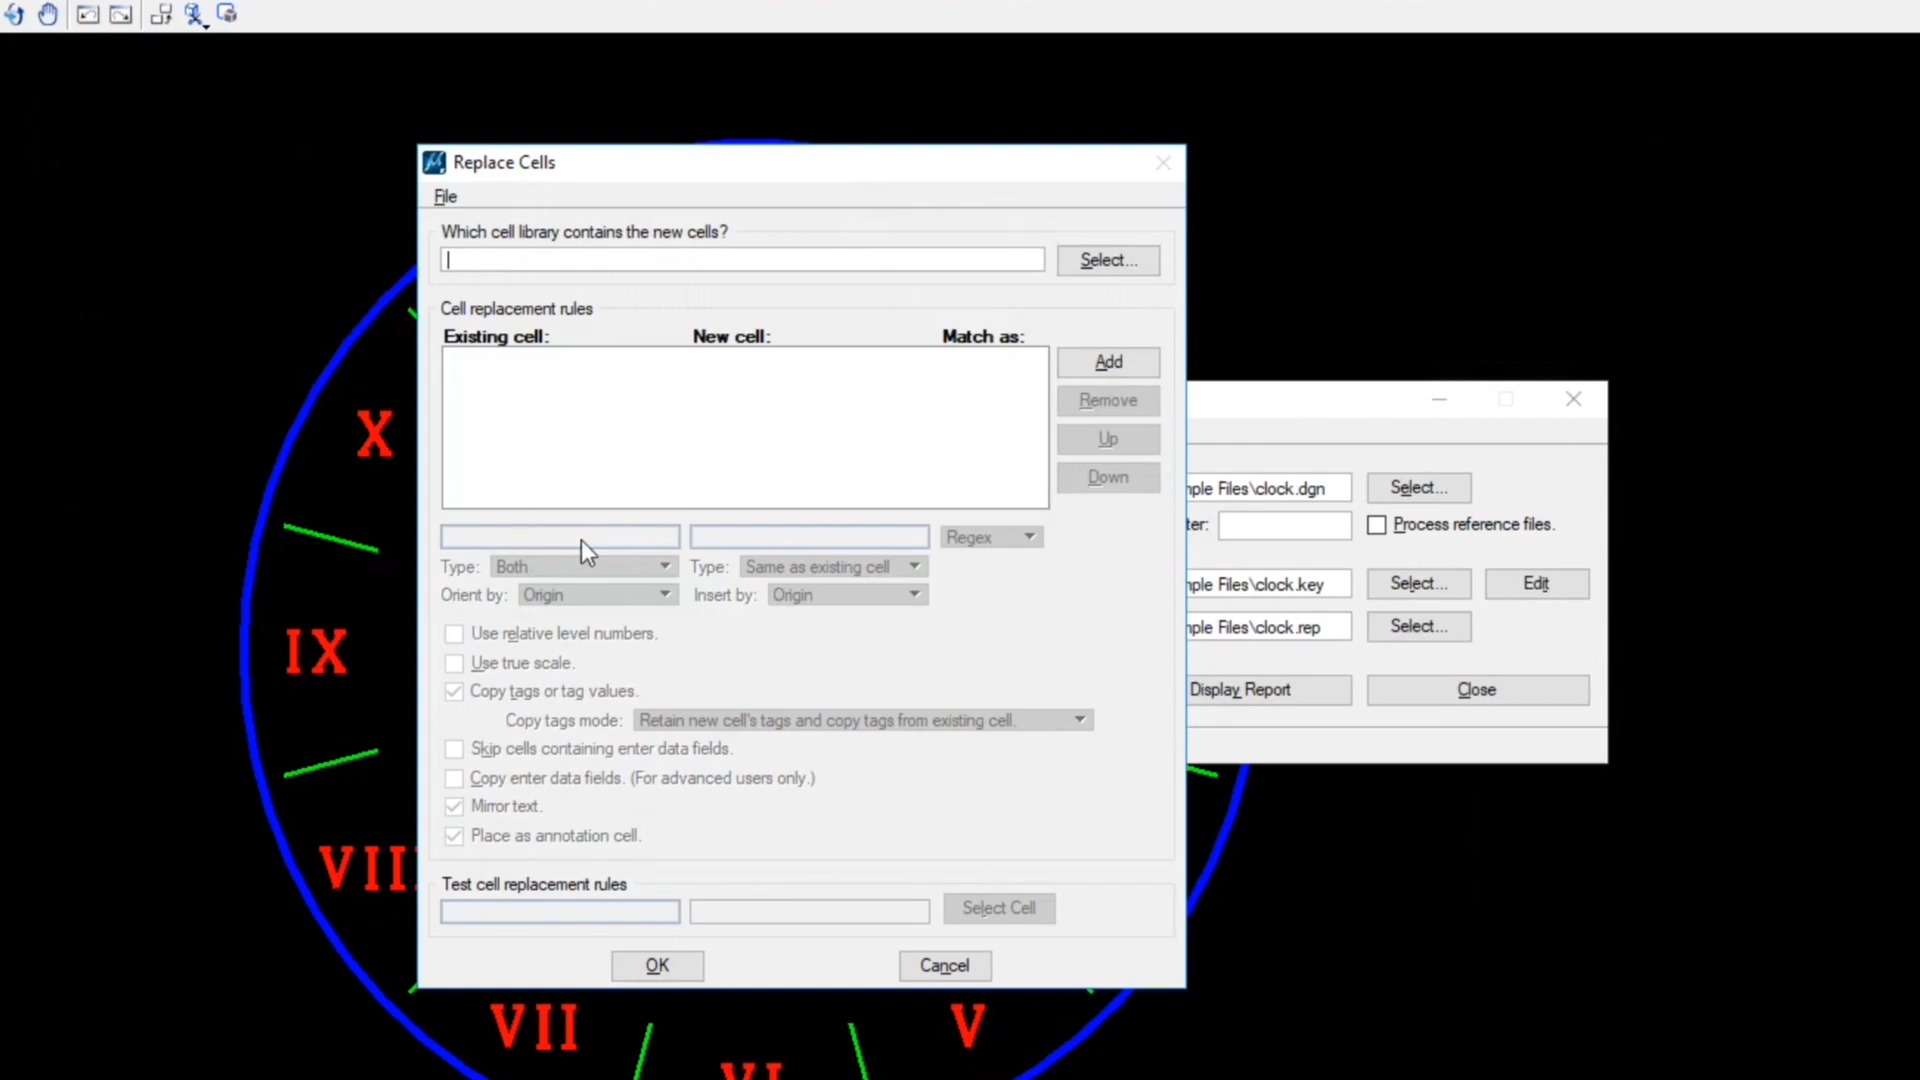 Replace Cells
File
Which cell library contains the new cells?
Select...
Cell replacement rules
Existing cell: New cell: Match as:
Add
Remove
Up
Down
Regex
Type: Both Type: Same as existing cell
Orient by: Origin Insert by: Origin
Use relative level numbers.
Use true scale.
Copy tags or tag values.
Copy tags mode: Retain new cell's tags and copy tags from existing cell.
Skip cells containing enter data fields.
Copy enter data fields. (For advanced users only.)
Mirror text.
Place as annotation cell.
Test cell replacement rules
Select Cell
OK Cancel
nple Files\clock.dgn Select...
ter: Process reference files.
nple Files\clock.key Select... Edit
nple Files\clock.rep Select...
Display Report Close
X
IX
VIII
VII
VI
V